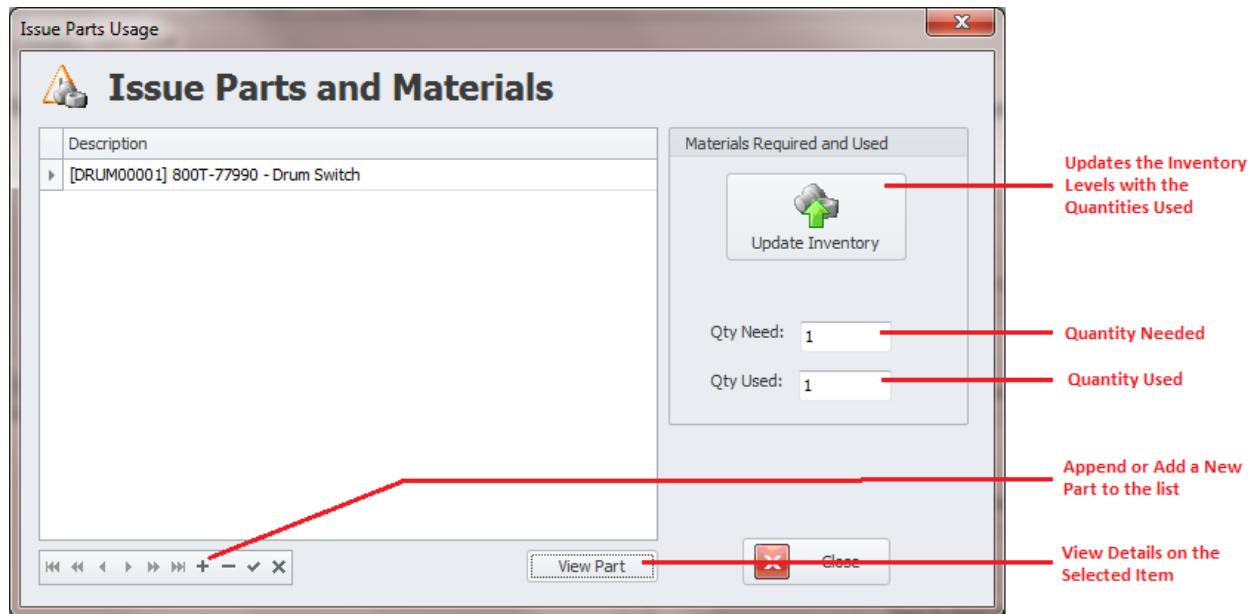 Issue Parts Usage
Issue Parts and Materials
Description
[DRUM00001] 800T-77990 - Drum Switch
Materials Required and Used
Update Inventory
Qty Need: 1
Qty Used: 1
View Part
Close
Updates the Inventory
Levels with the
Quantities Used
Quantity Needed
Quantity Used
Append or Add a New
Part to the list
View Details on the
Selected Item